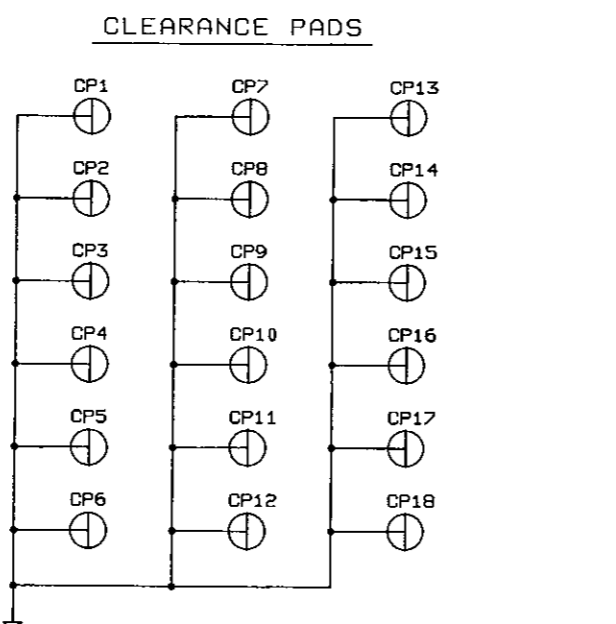 CLEARANCE PADS
CP1 CP7 CP13
CP2 CP8 CP14
CP3 CP9 CP15
CP4 CP10 CP16
CP5 CP11 CP17
CP6 CP12 CP18